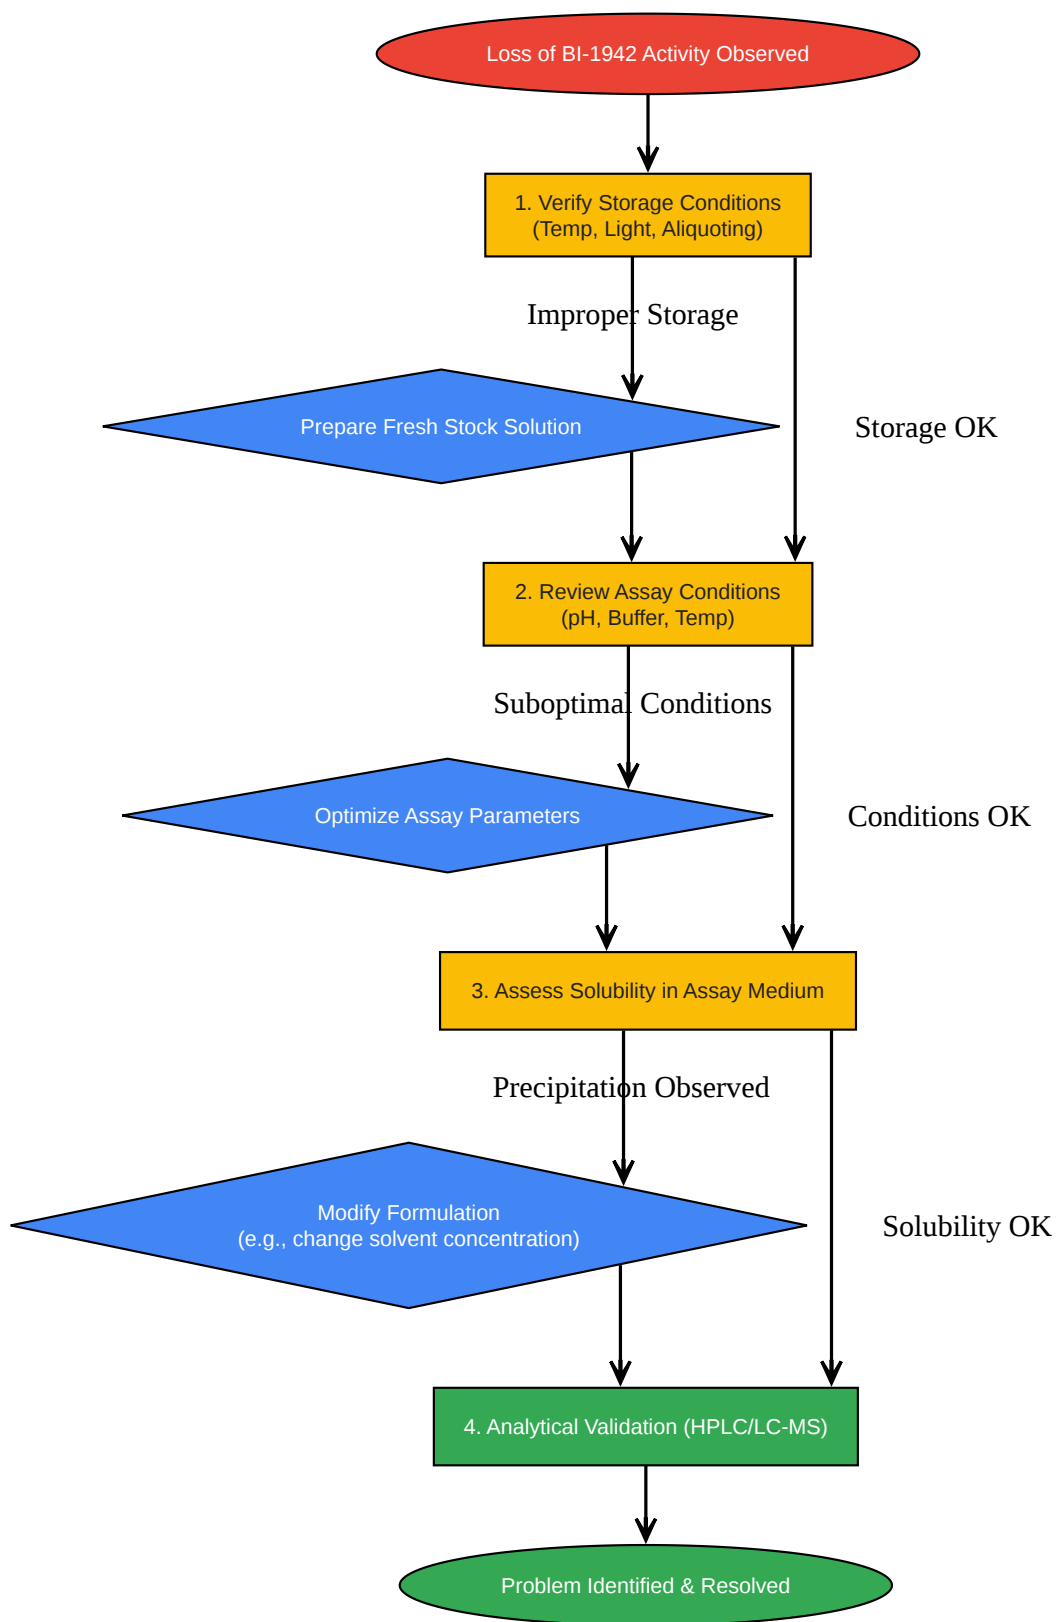 Loss of BI-1942 Activity Observed
1. Verify Storage Conditions
(Temp, Light, Aliquoting)
Improper Storage
Prepare Fresh Stock Solution
Storage OK
2. Review Assay Conditions
(pH, Buffer, Temp)
Suboptimal Conditions
Optimize Assay Parameters
Conditions OK
3. Assess Solubility in Assay Medium
Precipitation Observed
Modify Formulation
(e.g., change solvent concentration)
Solubility OK
4. Analytical Validation (HPLC/LC-MS)
Problem Identified & Resolved